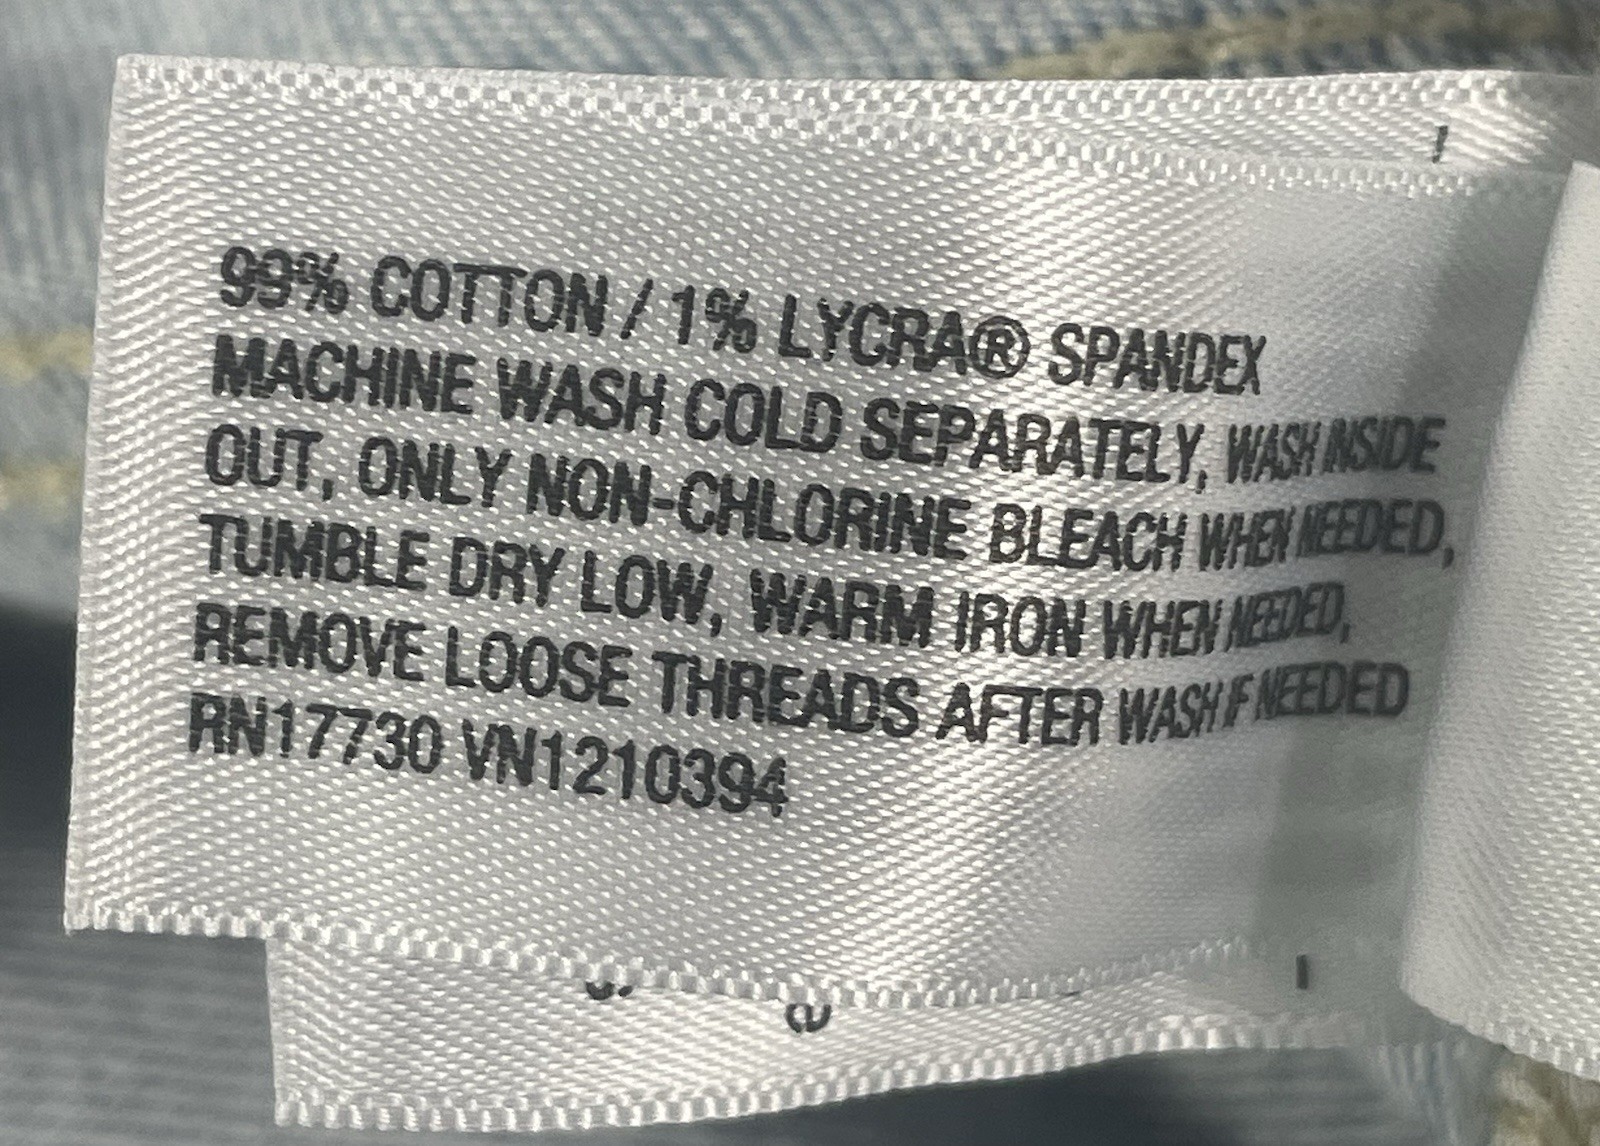 99% COTTON / 1% LYCRA® SPANDEX
MACHINE WASH COLD SEPARATELY, WASH INSIDE
OUT, ONLY NON-CHLORINE BLEACH WHEN NEEDED,
TUMBLE DRY LOW, WARM IRON WHEN NEEDED,
REMOVE LOOSE THREADS AFTER WASH IF NEEDED
RN17730 VN1210394